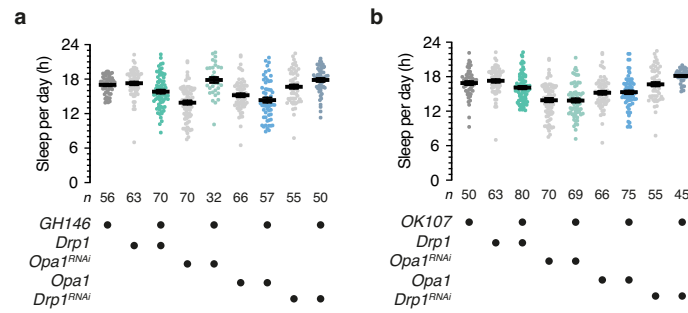 a
Sleep per day (h)
24
18
12
6
0
n 56 63 70 70 32 66 57 55 50
GH146
Drp1
Opa1RNAi
Opa1
Drp1RNAi
b
Sleep per day (h)
24
18
12
6
0
n 50 63 80 70 69 66 75 55 45
OK107
Drp1
Opa1RNAi
Opa1
Drp1RNAi